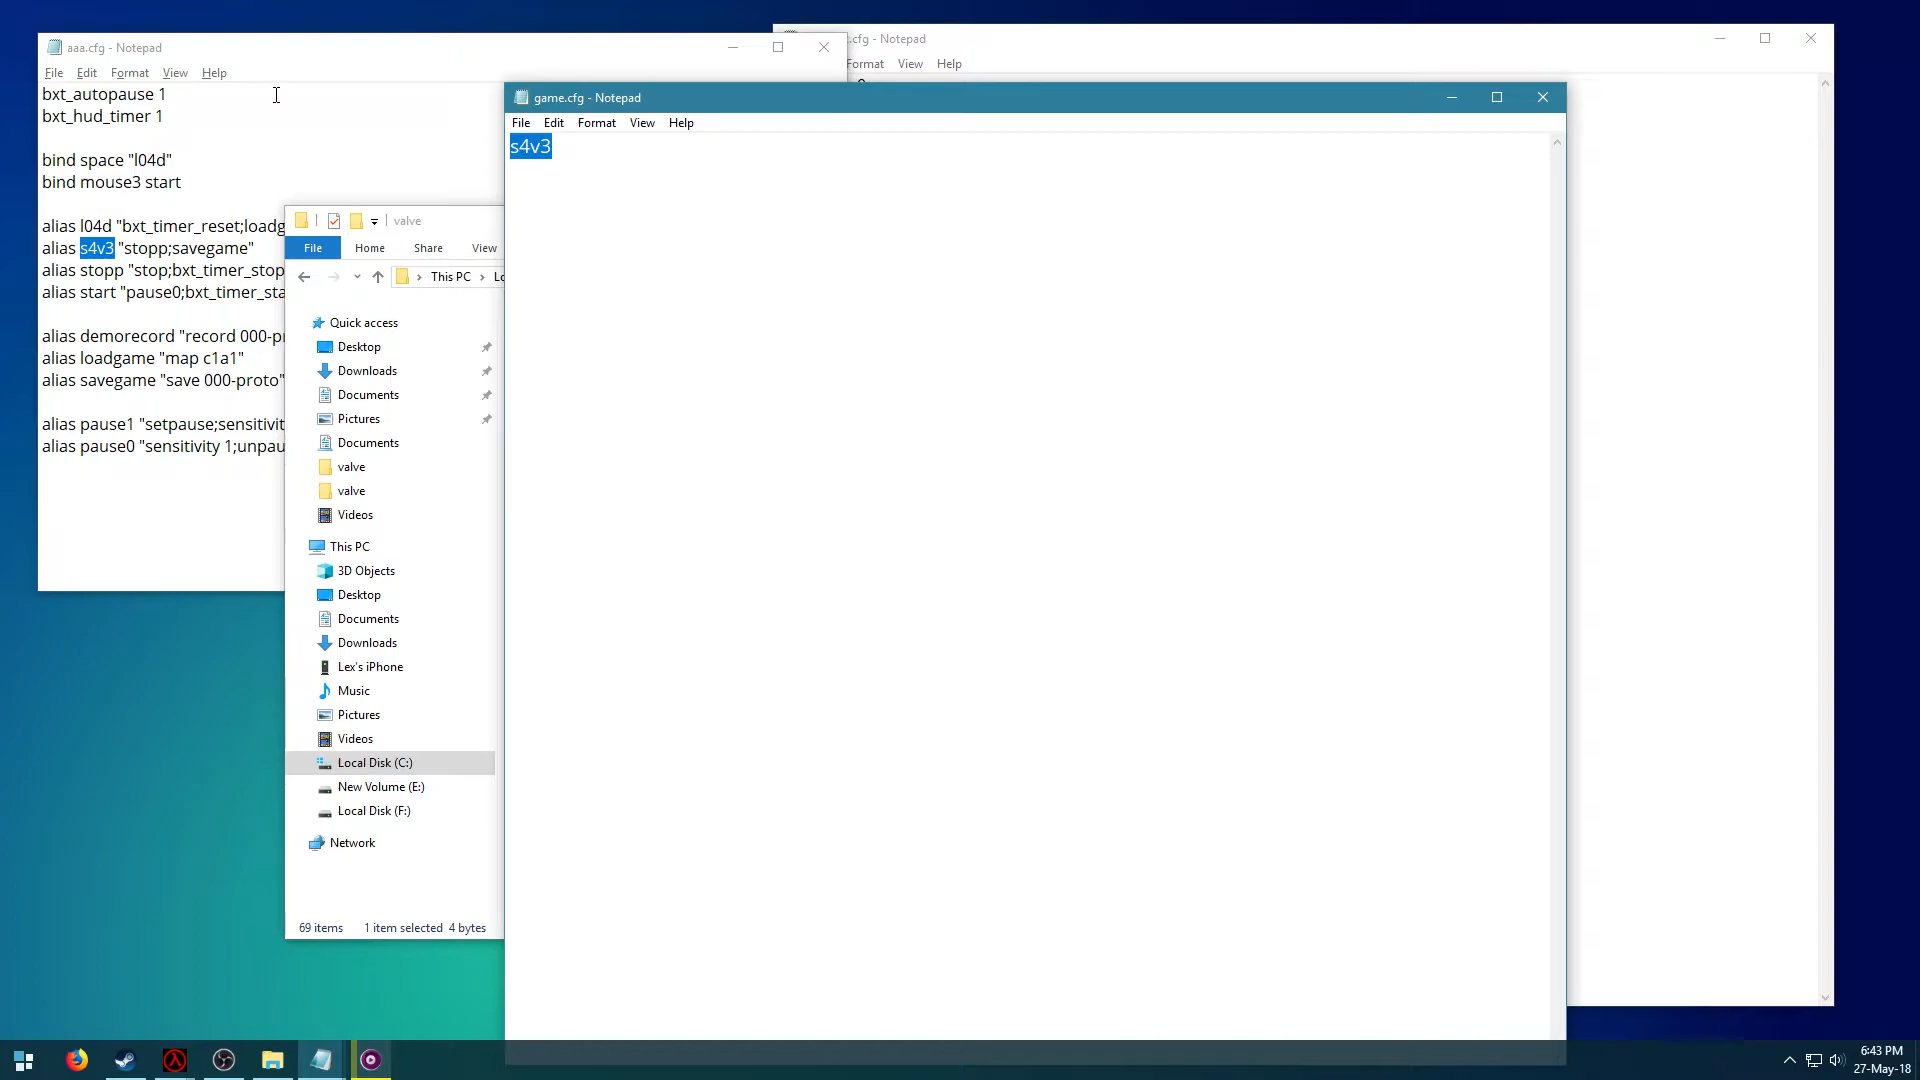 aaa.cfg - Notepad
File Edit Format View Help
bxt_autopause 1
bxt_hud_timer 1
bind space "l04d"
bind mouse3 start
alias l04d "bxt_timer_reset;loadg
alias s4v3 "stopp;savegame"
alias stopp "stop;bxt_timer_stop
alias start "pause0;bxt_timer_sta
alias demorecord "record 000-pr
alias loadgame "map c1a1"
alias savegame "save 000-proto"
alias pause1 "setpause;sensitivit
alias pause0 "sensitivity 1;unpau
.cfg - Notepad
Format View Help
valve
File Home Share View
This PC Lo
Quick access
Desktop
Downloads
Documents
Pictures
Documents
valve
valve
Videos
This PC
3D Objects
Desktop
Documents
Downloads
Lex's iPhone
Music
Pictures
Videos
Local Disk (C:)
New Volume (E:)
Local Disk (F:)
Network
69 items 1 item selected 4 bytes
game.cfg - Notepad
File Edit Format View Help
s4v3
6:43 PM
27-May-18